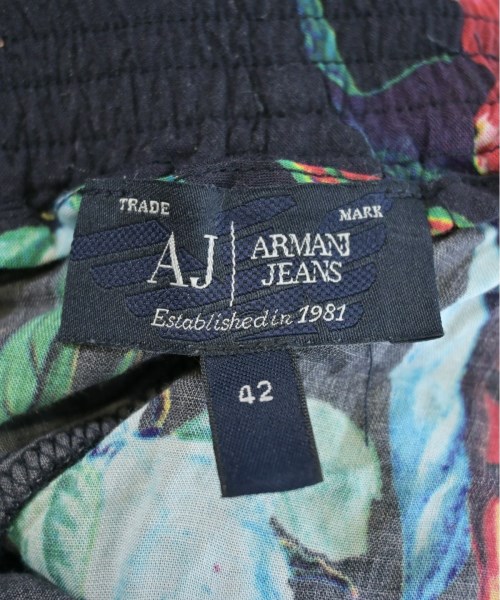 TRADE MARK
AJ ARMANI
JEANS
Established in 1981
42